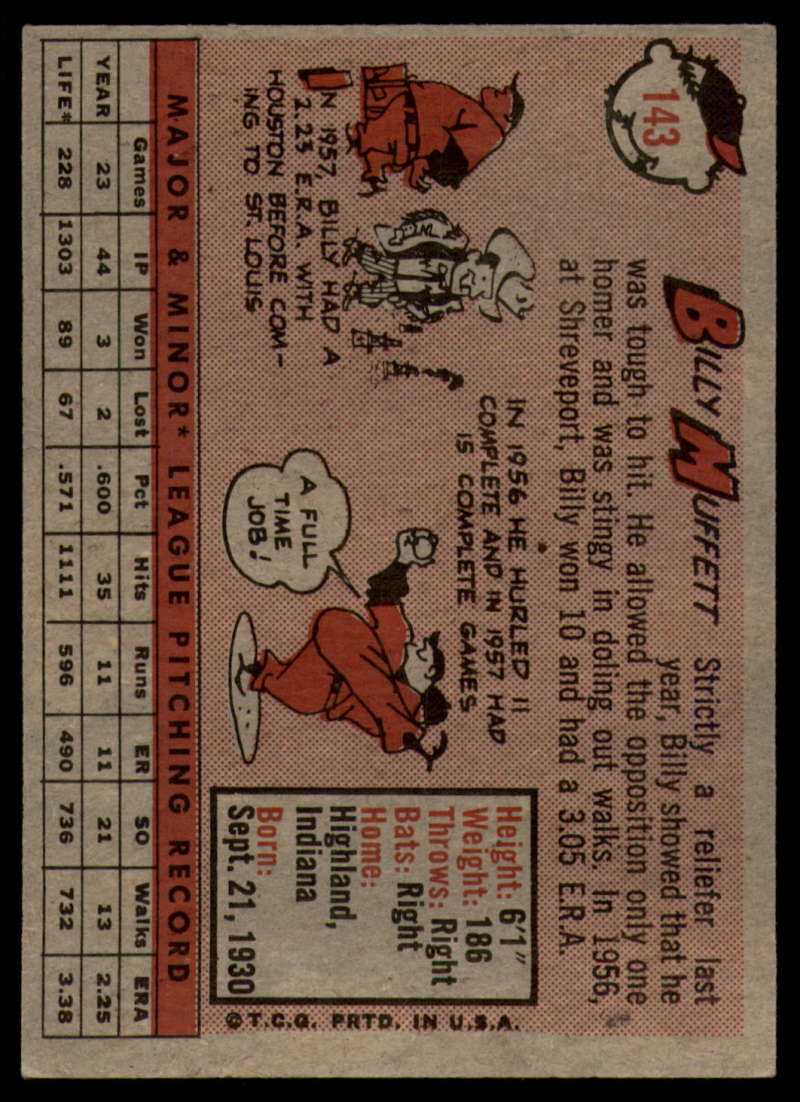 143
BILLY MUFFETT Strictly a reliefer last
year, Billy showed that he
was tough to hit. He allowed the opposition only one
homer and was stingy in doling out walks. In 1956,
at Shreveport, Billy won 10 and had a 3.05 E.R.A.
IN 1957, BILLY HAD A
2.23 E.R.A. WITH
HOUSTON BEFORE COM-
ING TO ST. LOUIS
IN 1956 HE HURLED 11
COMPLETE AND IN 1957 HAD
15 COMPLETE GAMES
A FULL
TIME
JOB!
Height: 6'1"
Weight: 186
Throws: Right
Bats: Right
Home:
Highland,
Indiana
Born:
Sept. 21, 1930
© T.C.G. PRTD. IN U.S.A.
MAJOR & MINOR* LEAGUE PITCHING RECORD
YEAR Games IP Won Lost Pct Hits Runs ER SO Walks ERA
23 44 3 2 .600 35 11 11 21 13 2.25
LIFE* 228 1303 89 67 .571 1111 596 490 736 732 3.38